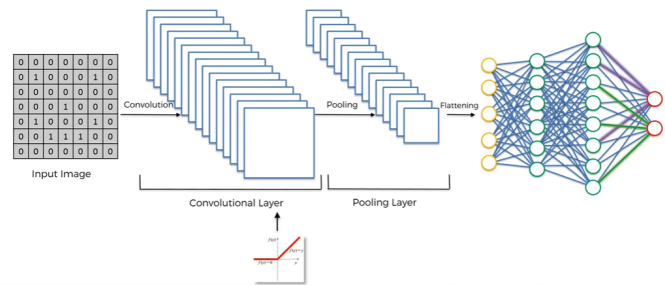 0 0 0 0 0 0 0
0 1 0 0 0 1 0
0 0 0 0 0 0 0
0 0 0 1 0 0 0
0 1 0 0 0 1 0
0 0 1 1 1 0 0
0 0 0 0 0 0 0
Input Image
Convolution
Pooling
Flattening
Convolutional Layer
Pooling Layer
y